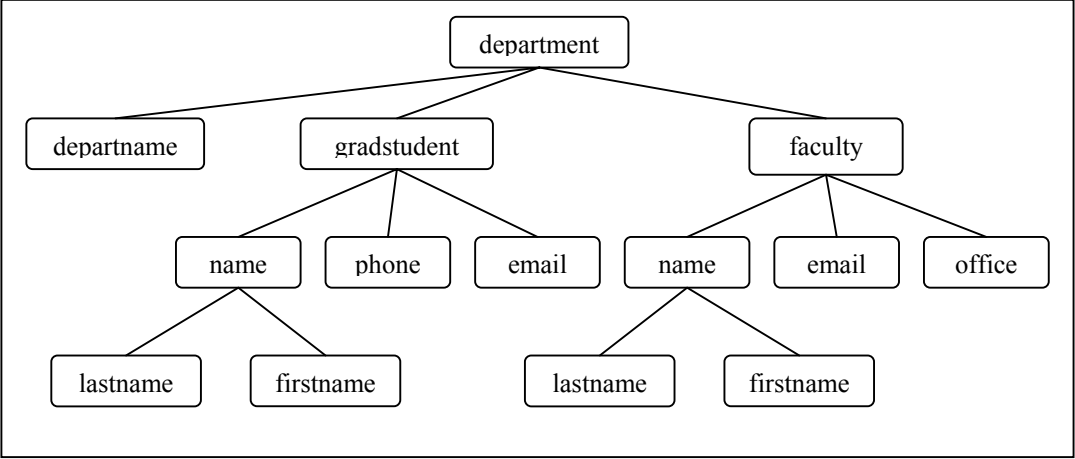 department
departname
gradstudent
faculty
name
phone
email
name
email
office
lastname
firstname
lastname
firstname